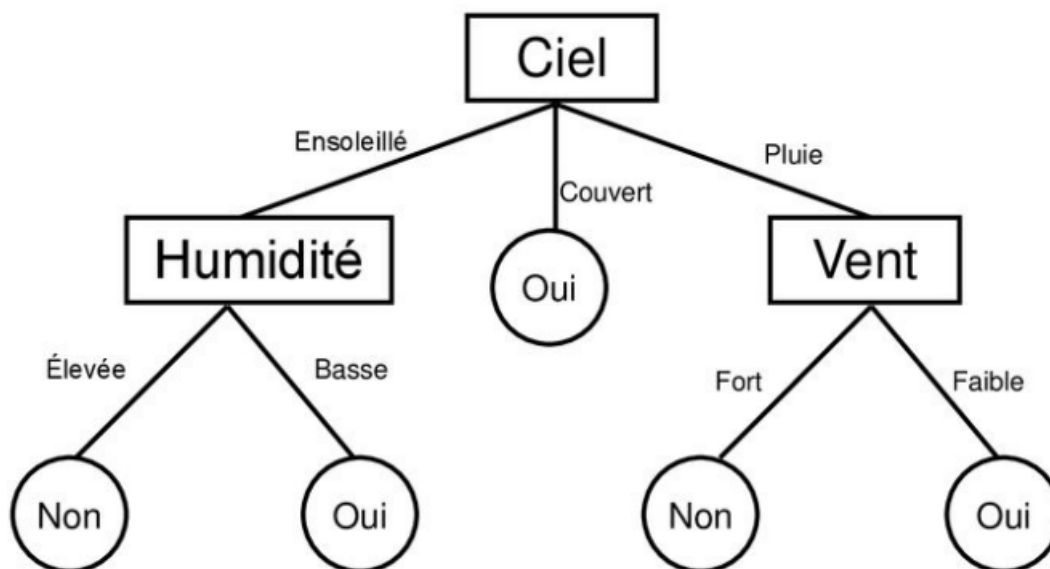 Ciel
Ensoleillé
Couvert
Pluie
Humidité
Oui
Vent
Élevée
Basse
Fort
Faible
Non
Oui
Non
Oui